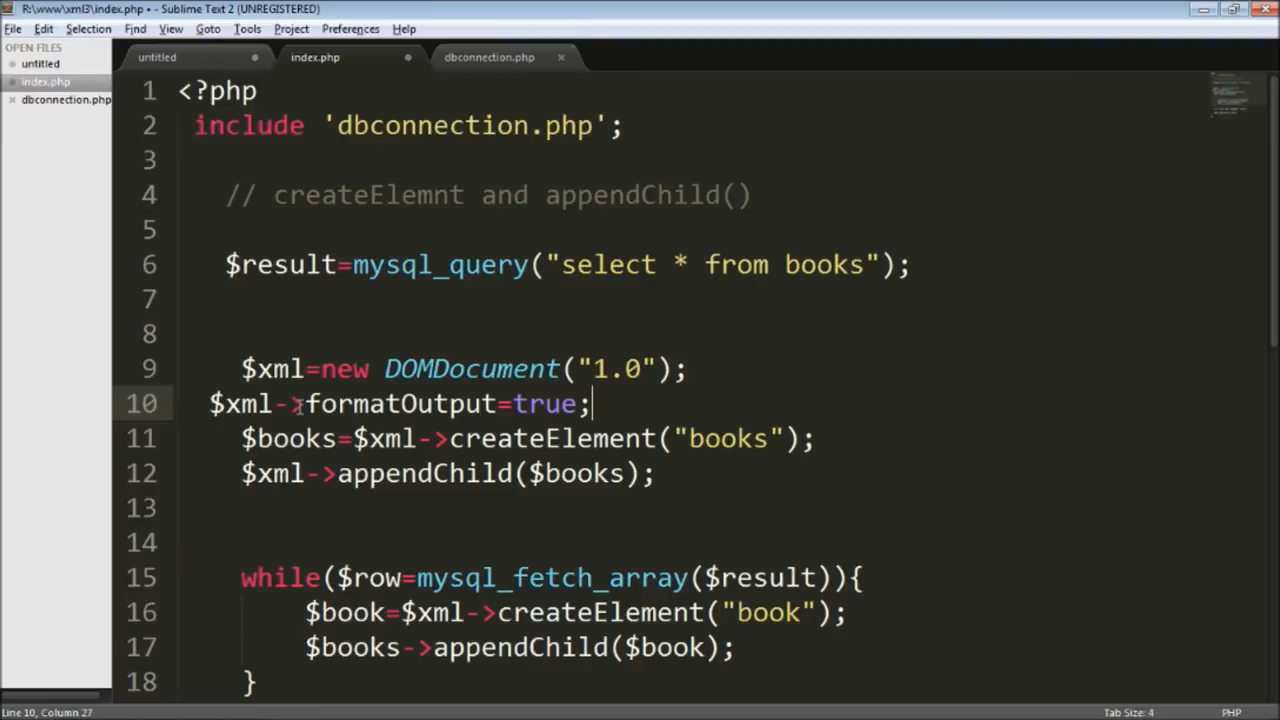 R:\www\xml3\index.php • - Sublime Text 2 (UNREGISTERED)
File Edit Selection Find View Goto Tools Project Preferences Help
OPEN FILES
untitled
index.php
dbconnection.php
untitled index.php dbconnection.php
1 <?php
2 include 'dbconnection.php';
3
4 // createElemnt and appendChild()
5
6 $result=mysql_query("select * from books");
7
8
9 $xml=new DOMDocument("1.0");
10 $xml->formatOutput=true;
11 $books=$xml->createElement("books");
12 $xml->appendChild($books);
13
14
15 while($row=mysql_fetch_array($result)){
16 $book=$xml->createElement("book");
17 $books->appendChild($book);
18 }
Line 10, Column 27
Tab Size: 4
PHP